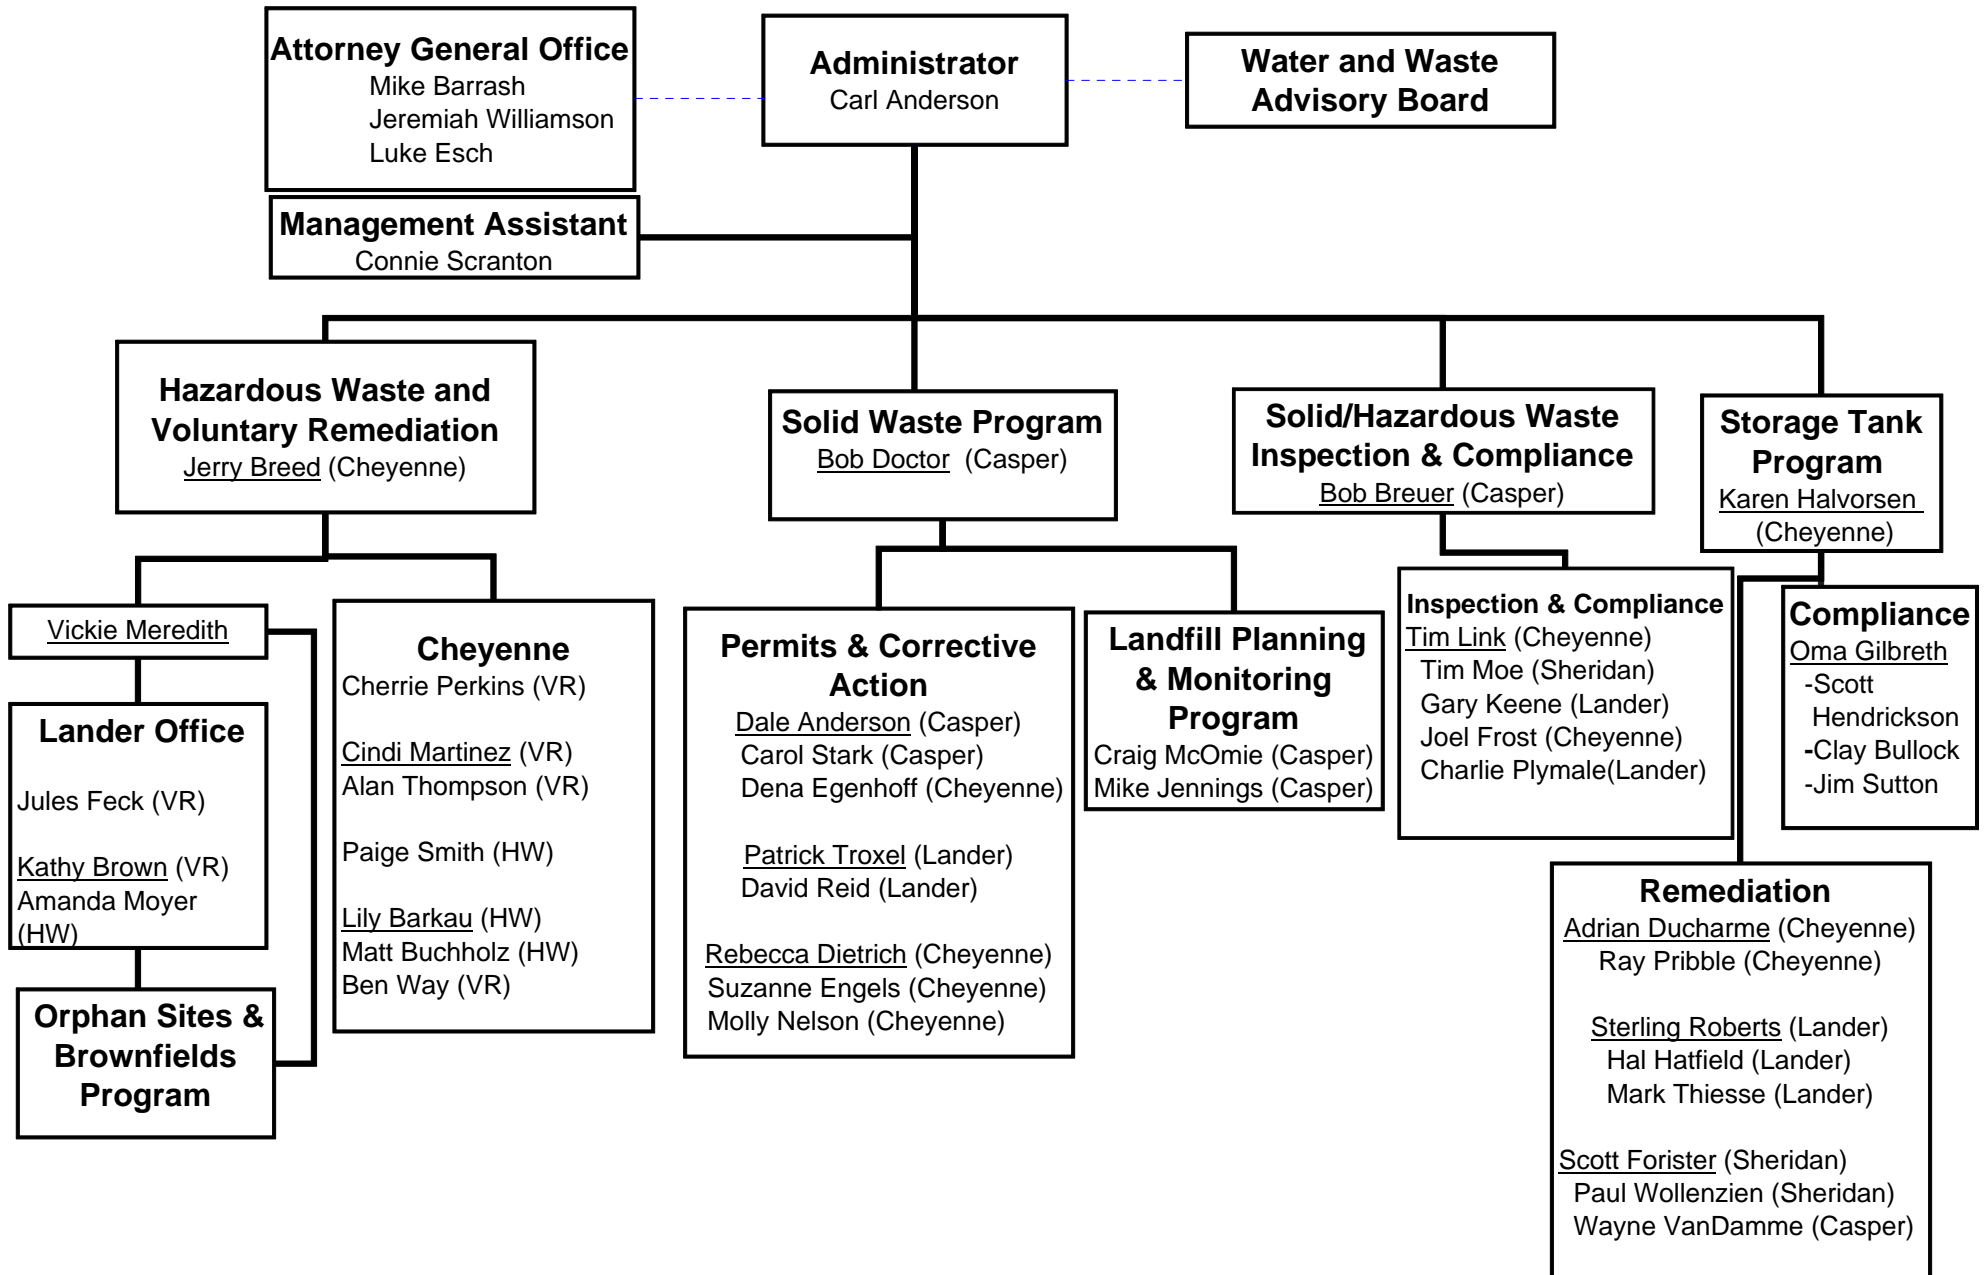 Attorney General Office
Mike Barrash
Jeremiah Williamson
Luke Esch
Administrator
Carl Anderson
Water and Waste
Advisory Board
Management Assistant
Connie Scranton
Hazardous Waste and
Voluntary Remediation
Jerry Breed (Cheyenne)
Solid Waste Program
Bob Doctor (Casper)
Solid/Hazardous Waste
Inspection & Compliance
Bob Breuer (Casper)
Storage Tank
Program
Karen Halvorsen
(Cheyenne)
Vickie Meredith
Lander Office
Jules Feck (VR)
Kathy Brown (VR)
Amanda Moyer
(HW)
Orphan Sites &
Brownfields
Program
Cheyenne
Cherrie Perkins (VR)
Cindi Martinez (VR)
Alan Thompson (VR)
Paige Smith (HW)
Lily Barkau (HW)
Matt Buchholz (HW)
Ben Way (VR)
Permits & Corrective
Action
Dale Anderson (Casper)
Carol Stark (Casper)
Dena Egenhoff (Cheyenne)
Patrick Troxel (Lander)
David Reid (Lander)
Rebecca Dietrich (Cheyenne)
Suzanne Engels (Cheyenne)
Molly Nelson (Cheyenne)
Landfill Planning
& Monitoring
Program
Craig McOmie (Casper)
Mike Jennings (Casper)
Inspection & Compliance
Tim Link (Cheyenne)
Tim Moe (Sheridan)
Gary Keene (Lander)
Joel Frost (Cheyenne)
Charlie Plymale(Lander)
Compliance
Oma Gilbreth
-Scott
Hendrickson
-Clay Bullock
-Jim Sutton
Remediation
Adrian Ducharme (Cheyenne)
Ray Pribble (Cheyenne)
Sterling Roberts (Lander)
Hal Hatfield (Lander)
Mark Thiesse (Lander)
Scott Forister (Sheridan)
Paul Wollenzien (Sheridan)
Wayne VanDamme (Casper)